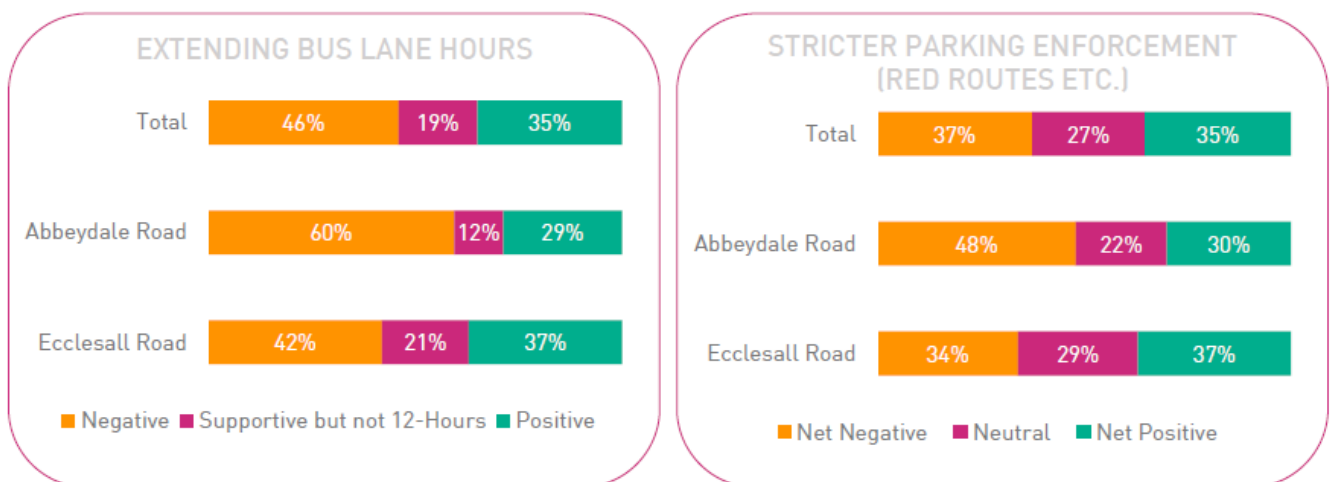 EXTENDING BUS LANE HOURS
Total 46% 19% 35%
Abbeydale Road 60% 12% 29%
Ecclesall Road 42% 21% 37%
Negative Supportive but not 12-Hours Positive
STRICTER PARKING ENFORCEMENT
(RED ROUTES ETC.)
Total 37% 27% 35%
Abbeydale Road 48% 22% 30%
Ecclesall Road 34% 29% 37%
Net Negative Neutral Net Positive